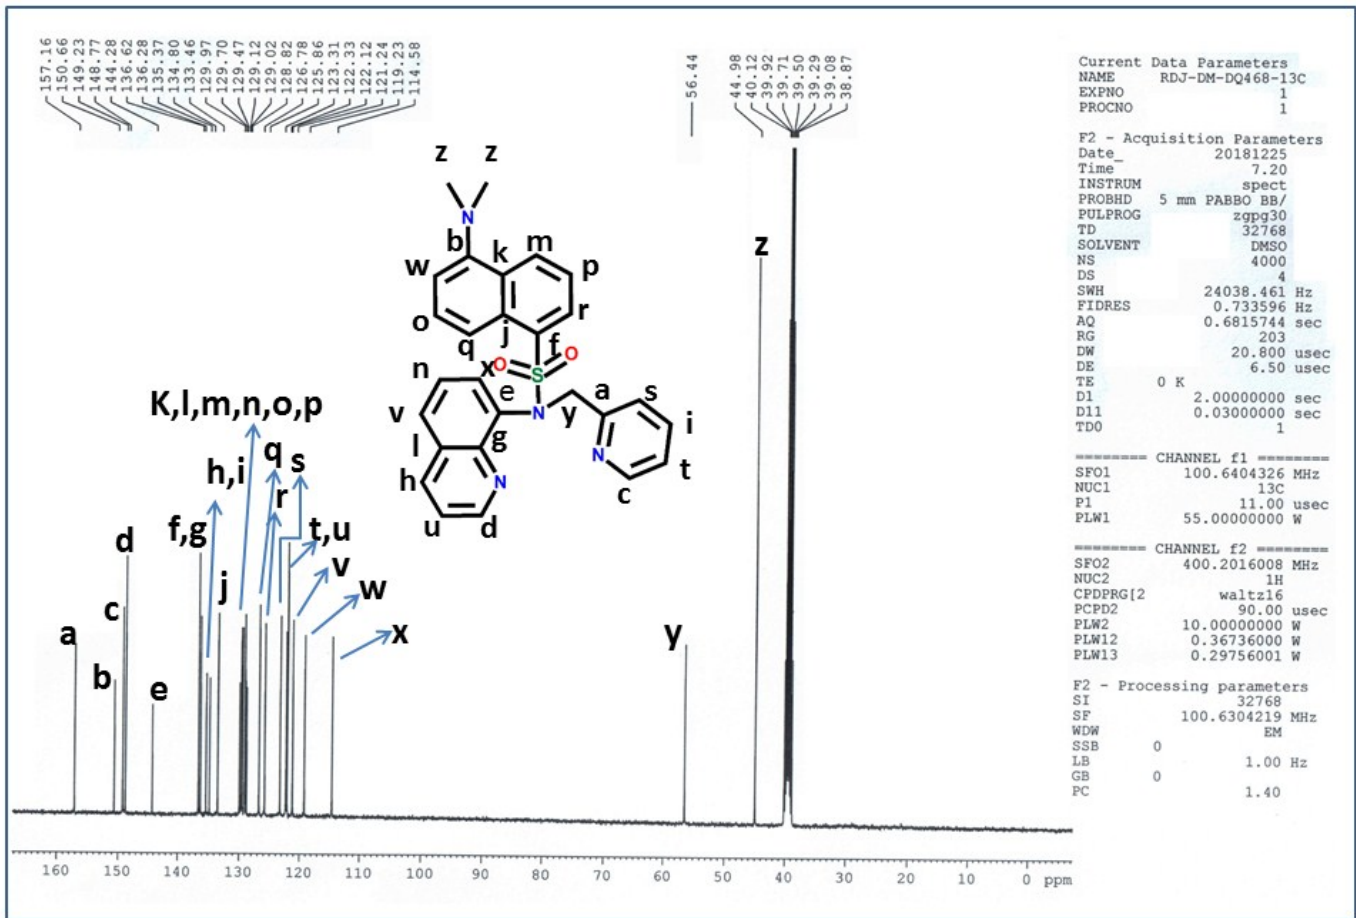 157.16
150.66
149.23
148.77
144.28
136.62
136.28
135.37
134.80
133.46
129.97
129.70
129.47
129.12
129.02
128.82
126.78
125.86
123.31
122.33
122.12
121.24
119.23
114.58
56.44
44.98
40.12
39.92
39.71
39.50
39.29
39.08
38.87
Current Data Parameters
NAME RDJ-DM-DQ468-13C
EXPNO 1
PROCNO 1
F2 - Acquisition Parameters
Date_ 20181225
Time 7.20
INSTRUM spect
PROBHD 5 mm PABBO BB/
PULPROG zgpg30
TD 32768
SOLVENT DMSO
NS 4000
DS 4
SWH 24038.461 Hz
FIDRES 0.733596 Hz
AQ 0.6815744 sec
RG 203
DW 20.800 usec
DE 6.50 usec
TE 0 K
D1 2.00000000 sec
D11 0.03000000 sec
TD0 1
======== CHANNEL f1 ========
SFO1 100.6404326 MHz
NUC1 13C
P1 11.00 usec
PLW1 55.00000000 W
======== CHANNEL f2 ========
SFO2 400.2016008 MHz
NUC2 1H
CPDPRG[2 waltz16
PCPD2 90.00 usec
PLW2 10.00000000 W
PLW12 0.36736000 W
PLW13 0.29756001 W
F2 - Processing parameters
SI 32768
SF 100.6304219 MHz
WDW EM
SSB 0
LB 1.00 Hz
GB 0
PC 1.40
z z
N
b k m
w p
o r
q j f
O O
S
n x e a s
N
v y i
g
l N t
h N c
u d
K,l,m,n,o,p
h,i q s
r
d f,g t,u
j v
c w
a x
b e
y
z
160 150 140 130 120 110 100 90 80 70 60 50 40 30 20 10 0 ppm